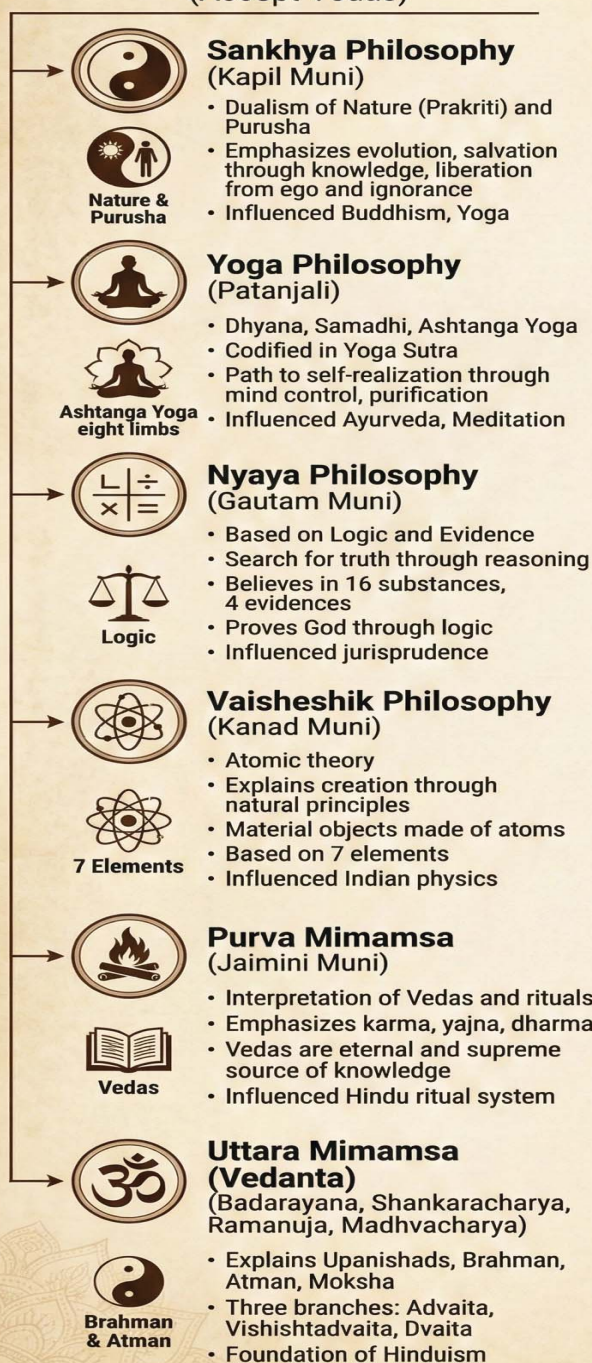 Sankhya Philosophy
(Kapil Muni)
• Dualism of Nature (Prakriti) and
Purusha
• Emphasizes evolution, salvation
through knowledge, liberation
from ego and ignorance
• Influenced Buddhism, Yoga
Nature &
Purusha
Yoga Philosophy
(Patanjali)
• Dhyana, Samadhi, Ashtanga Yoga
• Codified in Yoga Sutra
• Path to self-realization through
mind control, purification
• Influenced Ayurveda, Meditation
Ashtanga Yoga
eight limbs
Nyaya Philosophy
(Gautam Muni)
• Based on Logic and Evidence
• Search for truth through reasoning
• Believes in 16 substances,
4 evidences
• Proves God through logic
• Influenced jurisprudence
Logic
Vaisheshik Philosophy
(Kanad Muni)
• Atomic theory
• Explains creation through
natural principles
• Material objects made of atoms
• Based on 7 elements
• Influenced Indian physics
7 Elements
Purva Mimamsa
(Jaimini Muni)
• Interpretation of Vedas and rituals
• Emphasizes karma, yajna, dharma
• Vedas are eternal and supreme
source of knowledge
• Influenced Hindu ritual system
Vedas
ॐ
Uttara Mimamsa
(Vedanta)
(Badarayana, Shankaracharya,
Ramanuja, Madhvacharya)
• Explains Upanishads, Brahman,
Atman, Moksha
• Three branches: Advaita,
Vishishtadvaita, Dvaita
• Foundation of Hinduism
Brahman
& Atman